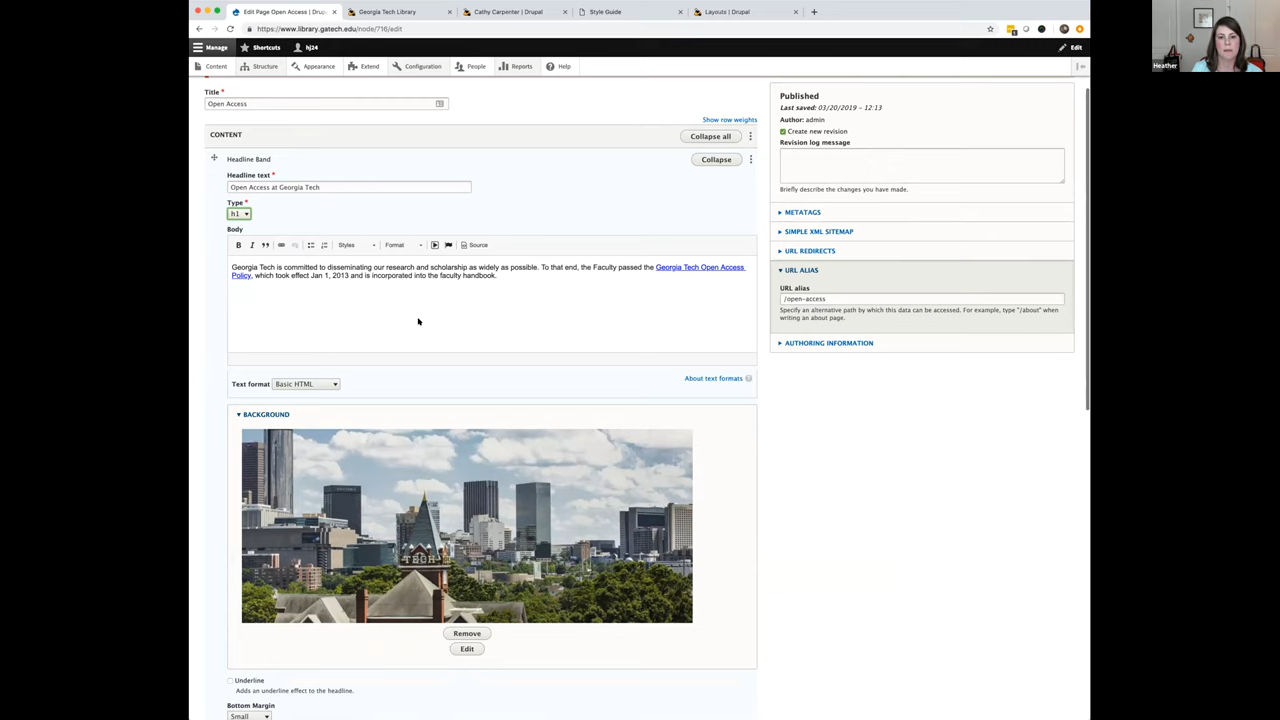 Edit Page Open Access | Drup
Georgia Tech Library
Cathy Carpenter | Drupal
Style Guide
Layouts | Drupal
https://www.library.gatech.edu/node/716/edit
Manage
Shortcuts
hj24
Edit
Content
Structure
Appearance
Extend
Configuration
People
Reports
Help
Heather
Title *
Open Access
Show row weights
CONTENT
Collapse all
Headline Band
Collapse
Headline text *
Open Access at Georgia Tech
Type *
h1
Body
B I
Styles
Format
Source
Georgia Tech is committed to disseminating our research and scholarship as widely as possible. To that end, the Faculty passed the Georgia Tech Open Access
Policy, which took effect Jan 1, 2013 and is incorporated into the faculty handbook.
Text format Basic HTML
About text formats
BACKGROUND
TECH
Remove
Edit
Underline
Adds an underline effect to the headline.
Bottom Margin
Small
Published
Last saved: 03/20/2019 - 12:13
Author: admin
Create new revision
Revision log message
Briefly describe the changes you have made.
METATAGS
SIMPLE XML SITEMAP
URL REDIRECTS
URL ALIAS
URL alias
/open-access
Specify an alternative path by which this data can be accessed. For example, type "/about" when
writing an about page.
AUTHORING INFORMATION